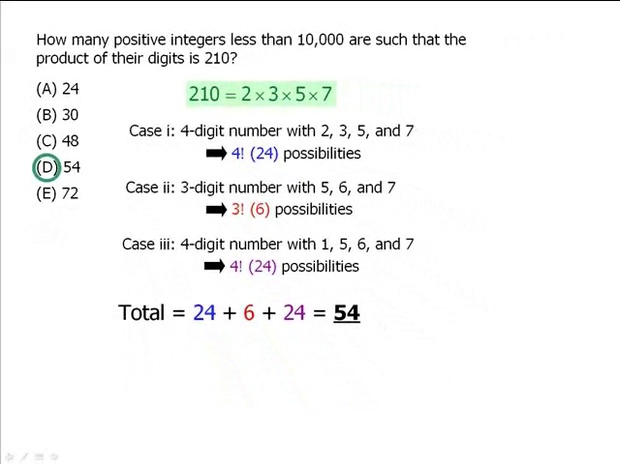 How many positive integers less than 10,000 are such that the
product of their digits is 210?
(A) 24
(B) 30
(C) 48
(D) 54
(E) 72
210 = 2 × 3 × 5 × 7
Case i: 4-digit number with 2, 3, 5, and 7
➡ 4! (24) possibilities
Case ii: 3-digit number with 5, 6, and 7
➡ 3! (6) possibilities
Case iii: 4-digit number with 1, 5, 6, and 7
➡ 4! (24) possibilities
Total = 24 + 6 + 24 = 54